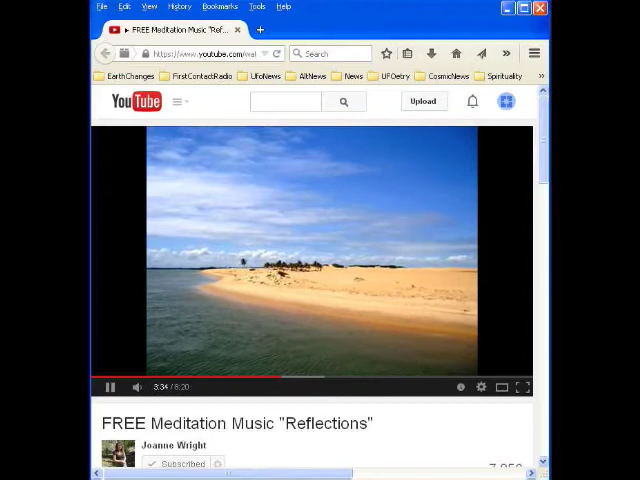 File Edit View History Bookmarks Tools Help
FREE Meditation Music "Ref...
https://www.youtube.com/wat
Search
EarthChanges FirstContactRadio UfoNews AltNews News UFOetry CosmicNews Spirituality
YouTube
Upload
3:34 / 8:20
FREE Meditation Music "Reflections"
Joanne Wright
Subscribed